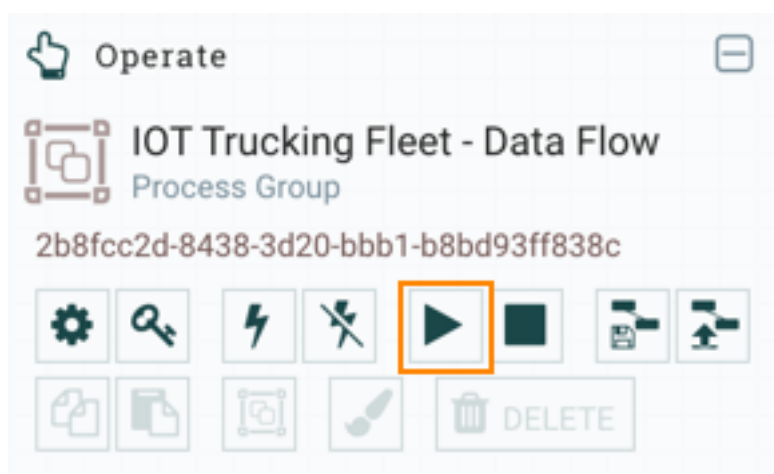 Operate
IOT Trucking Fleet - Data Flow
Process Group
2b8fcc2d-8438-3d20-bbb1-b8bd93ff838c
DELETE